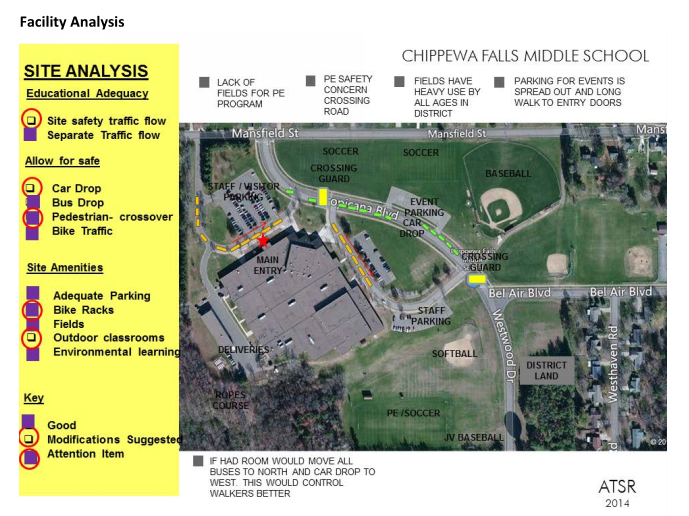 Facility Analysis
CHIPPEWA FALLS MIDDLE SCHOOL
SITE ANALYSIS
Educational Adequacy
Site safety traffic flow
Separate Traffic flow
Allow for safe
Car Drop
Bus Drop
Pedestrian- crossover
Bike Traffic
Site Amenities
Adequate Parking
Bike Racks
Fields
Outdoor classrooms
Environmental learning
Key
Good
Modifications Suggested
Attention Item
LACK OF
FIELDS FOR PE
PROGRAM
PE SAFETY
CONCERN
CROSSING
ROAD
FIELDS HAVE
HEAVY USE BY
ALL AGES IN
DISTRICT
PARKING FOR EVENTS IS
SPREAD OUT AND LONG
WALK TO ENTRY DOORS
Mansfield St
Mansfield St
Mansf
SOCCER
SOCCER
CROSSING
GUARD
BASEBALL
STAFF / VISITOR
PARKING
Tropicana Blvd
EVENT
PARKING
CAR
DROP
MAIN
ENTRY
Chippewa Falls
CROSSING
GUARD
Bel Air Blvd
Bel Air Blvd
STAFF
PARKING
Westwood Dr
Westhaven Rd
DELIVERIES
SOFTBALL
DISTRICT
LAND
ROPES
COURSE
PE /SOCCER
JV BASEBALL
© 20
IF HAD ROOM WOULD MOVE ALL
BUSES TO NORTH AND CAR DROP TO
WEST. THIS WOULD CONTROL
WALKERS BETTER
ATSR
2014